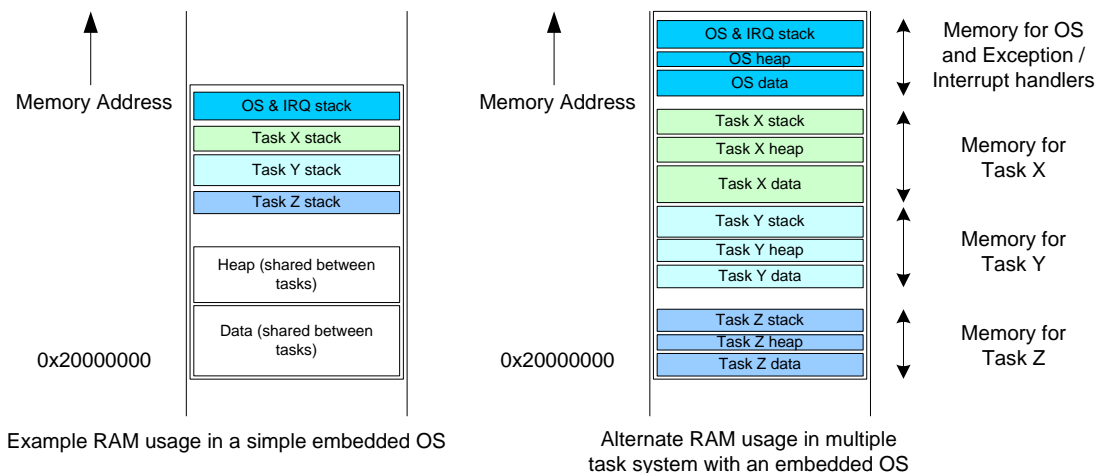 Memory Address
OS & IRQ stack
Task X stack
Task Y stack
Task Z stack
Heap (shared between
tasks)
Data (shared between
tasks)
0x20000000
Example RAM usage in a simple embedded OS
Memory Address
OS & IRQ stack
OS heap
OS data
Task X stack
Task X heap
Task X data
Task Y stack
Task Y heap
Task Y data
Task Z stack
Task Z heap
Task Z data
0x20000000
Memory for OS
and Exception /
Interrupt handlers
Memory for
Task X
Memory for
Task Y
Memory for
Task Z
Alternate RAM usage in multiple
task system with an embedded OS